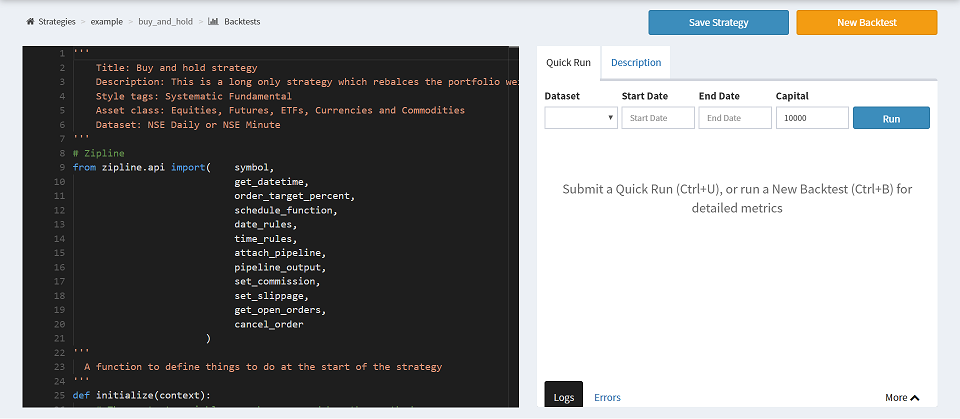 Strategies > example > buy_and_hold > Backtests
Save Strategy
New Backtest
1 '''
2 Title: Buy and hold strategy
3 Description: This is a long only strategy which rebalces the portfolio
4 Style tags: Systematic Fundamental
5 Asset class: Equities, Futures, ETFs, Currencies and Commodities
6 Dataset: NSE Daily or NSE Minute
7 '''
8 # Zipline
9 from zipline.api import( symbol,
10 get_datetime,
11 order_target_percent,
12 schedule_function,
13 date_rules,
14 time_rules,
15 attach_pipeline,
16 pipeline_output,
17 set_commission,
18 set_slippage,
19 get_open_orders,
20 cancel_order
21 )
22 '''
23 A function to define things to do at the start of the strategy
24 '''
25 def initialize(context):
Quick Run
Description
Dataset Start Date End Date Capital
Start Date End Date 10000 Run
Submit a Quick Run (Ctrl+U), or run a New Backtest (Ctrl+B) for
detailed metrics
Logs Errors More